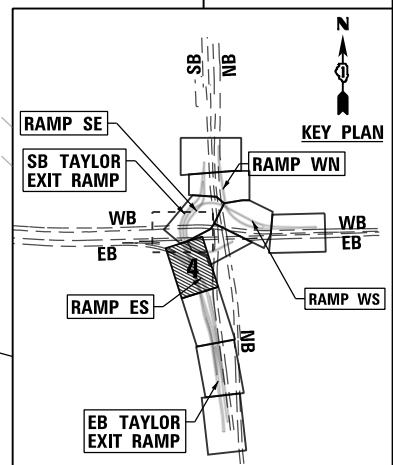 SB
NB
N
KEY PLAN
RAMP SE
SB TAYLOR
EXIT RAMP
RAMP WN
WB
EB
WB
EB
4
RAMP ES
RAMP WS
NB
EB TAYLOR
EXIT RAMP